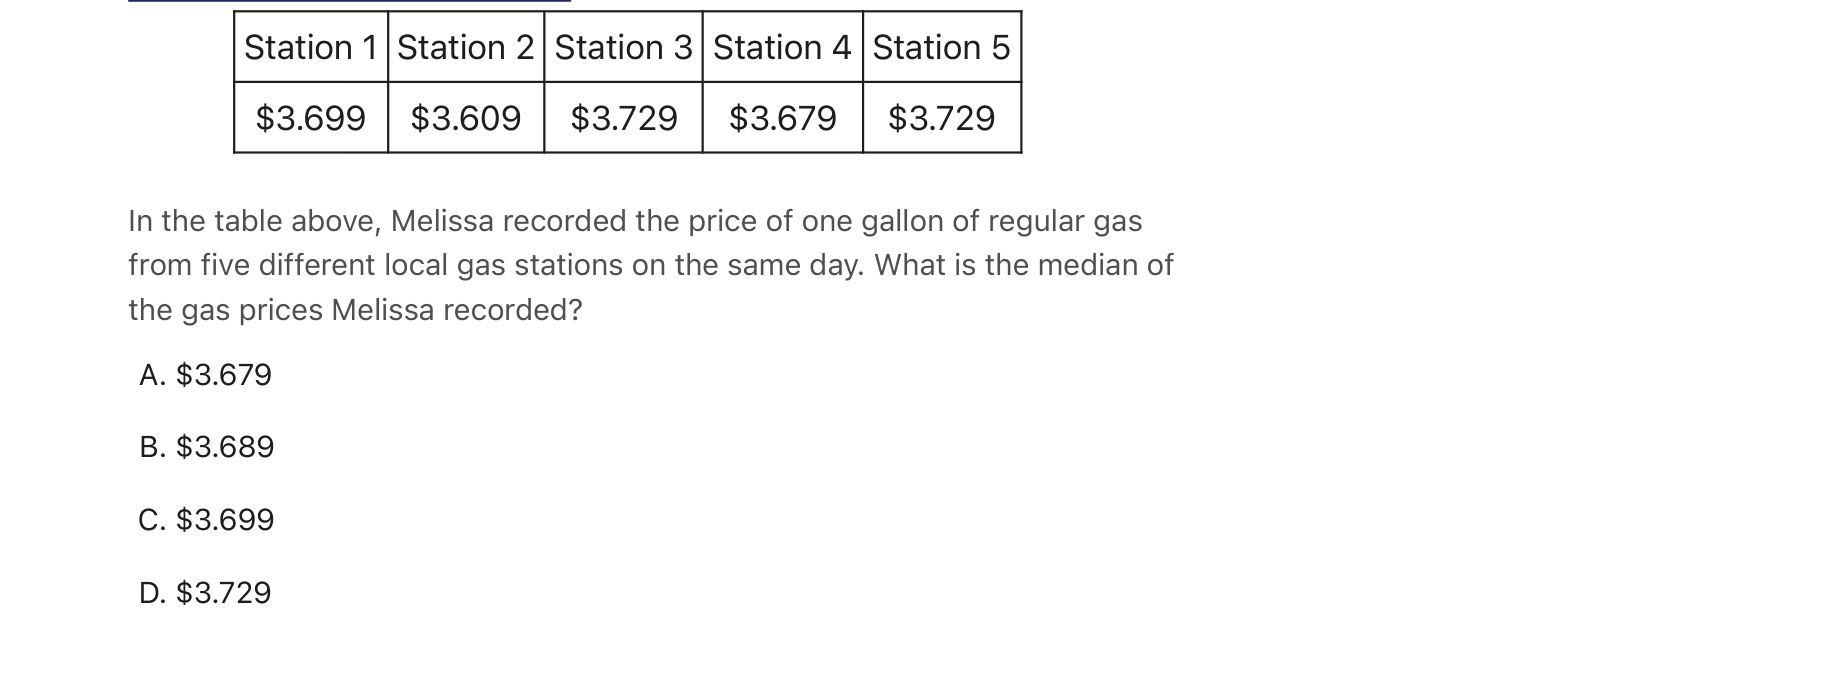 Station 1 Station 2 Station 3 Station 4 Station 5
$3.699 $3.609 $3.729 $3.679 $3.729
In the table above, Melissa recorded the price of one gallon of regular gas
from five different local gas stations on the same day. What is the median of
the gas prices Melissa recorded?
A. $3.679
B. $3.689
C. $3.699
D. $3.729